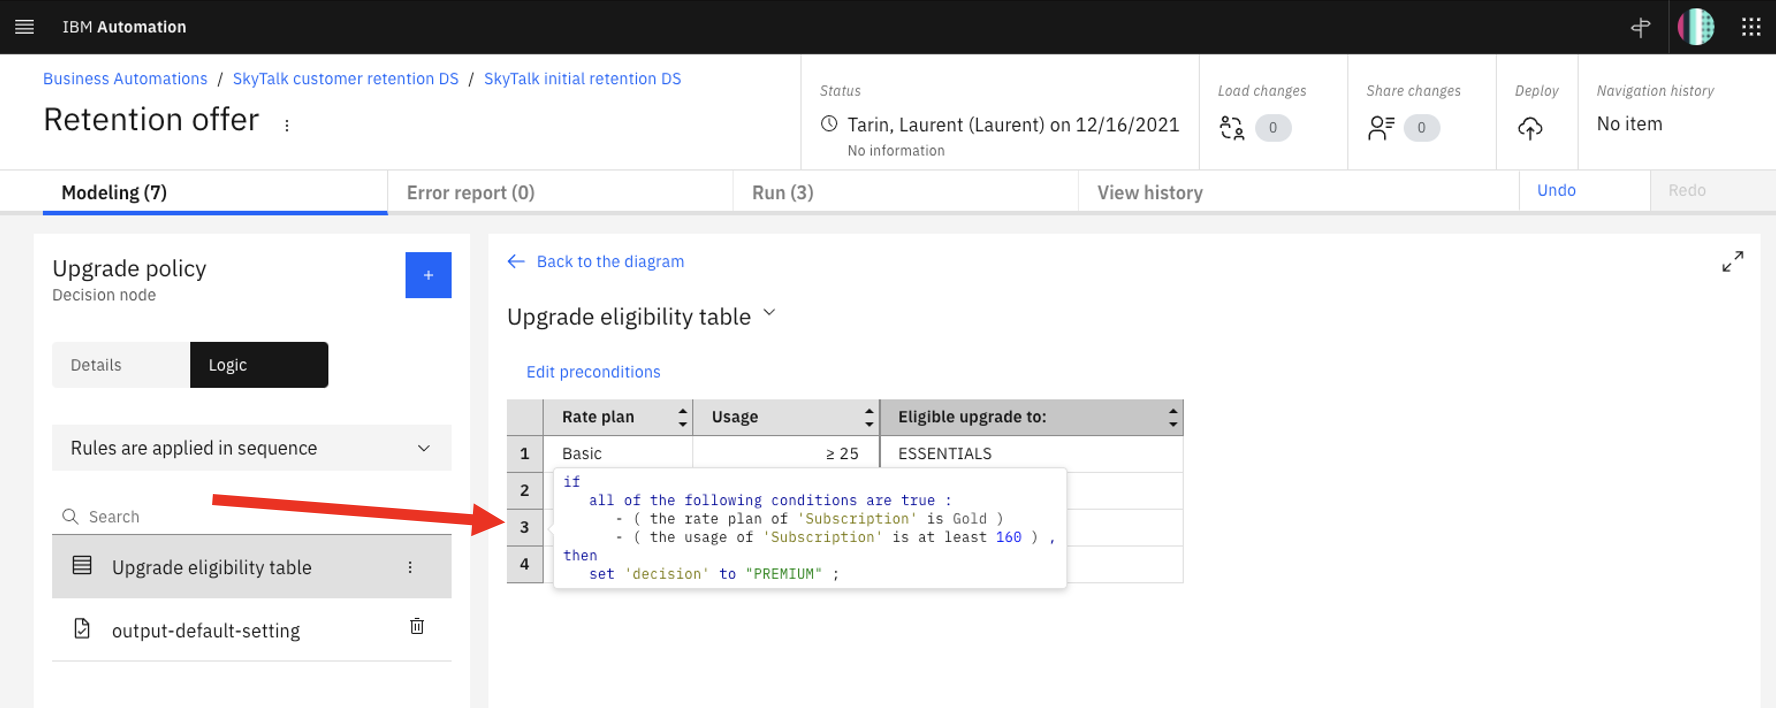 IBM Automation
Business Automations / SkyTalk customer retention DS / SkyTalk initial retention DS
Retention offer
Status
Tarin, Laurent (Laurent) on 12/16/2021
No information
Load changes
0
Share changes
0
Deploy
Navigation history
No item
Modeling (7)
Error report (0)
Run (3)
View history
Undo
Redo
Upgrade policy
Decision node
+
Details
Logic
Rules are applied in sequence
Search
Upgrade eligibility table
output-default-setting
Back to the diagram
Upgrade eligibility table
Edit preconditions
Rate plan Usage Eligible upgrade to:
1 Basic ≥ 25 ESSENTIALS
2
3
4
if
all of the following conditions are true :
- ( the rate plan of 'Subscription' is Gold )
- ( the usage of 'Subscription' is at least 160 ) ,
then
set 'decision' to "PREMIUM" ;